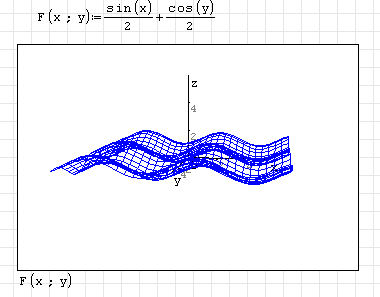 F(x ; y):=sin(x)/2+cos(y)/2
z
4
2
y
F(x ; y)